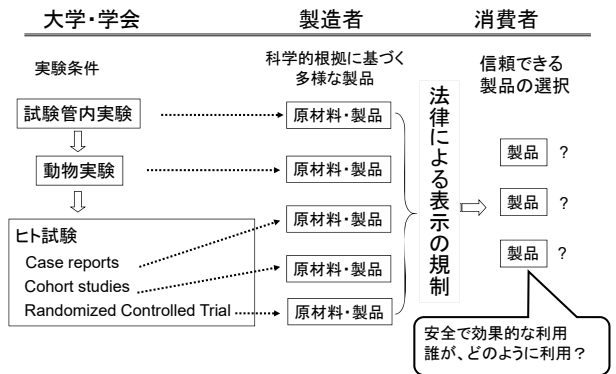 大学・学会
製造者
消費者
実験条件
科学的根拠に基づく
多様な製品
信頼できる
製品の選択
試験管内実験
動物実験
ヒト試験
Case reports
Cohort studies
Randomized Controlled Trial
原材料・製品
原材料・製品
原材料・製品
原材料・製品
原材料・製品
法律による表示の規制
製品 ?
製品 ?
製品 ?
安全で効果的な利用
誰が、どのように利用？